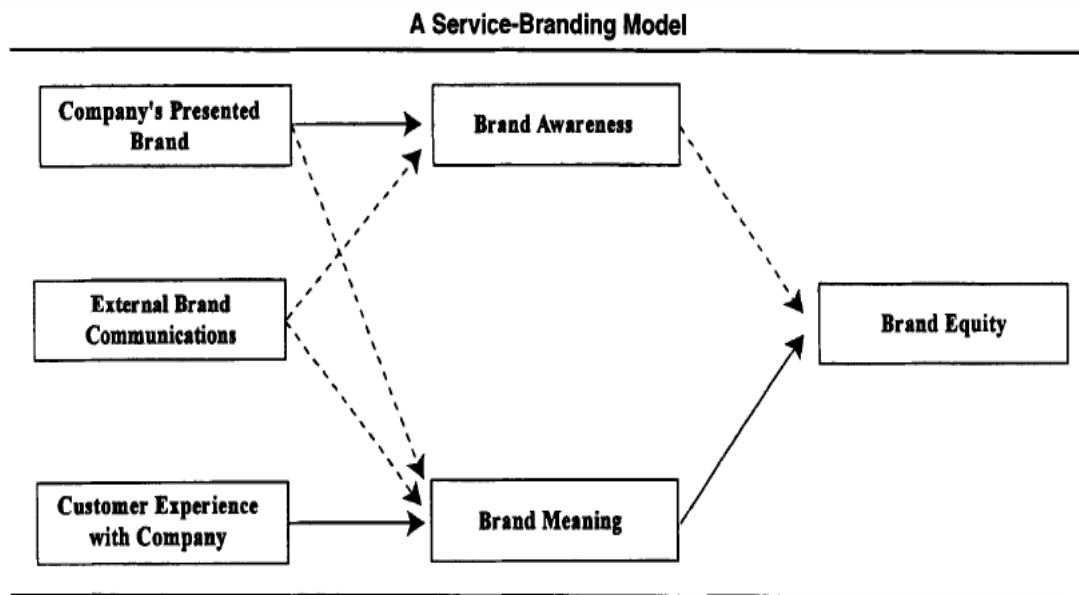 A Service-Branding Model
Company's Presented
Brand
Brand Awareness
External Brand
Communications
Brand Equity
Customer Experience
with Company
Brand Meaning